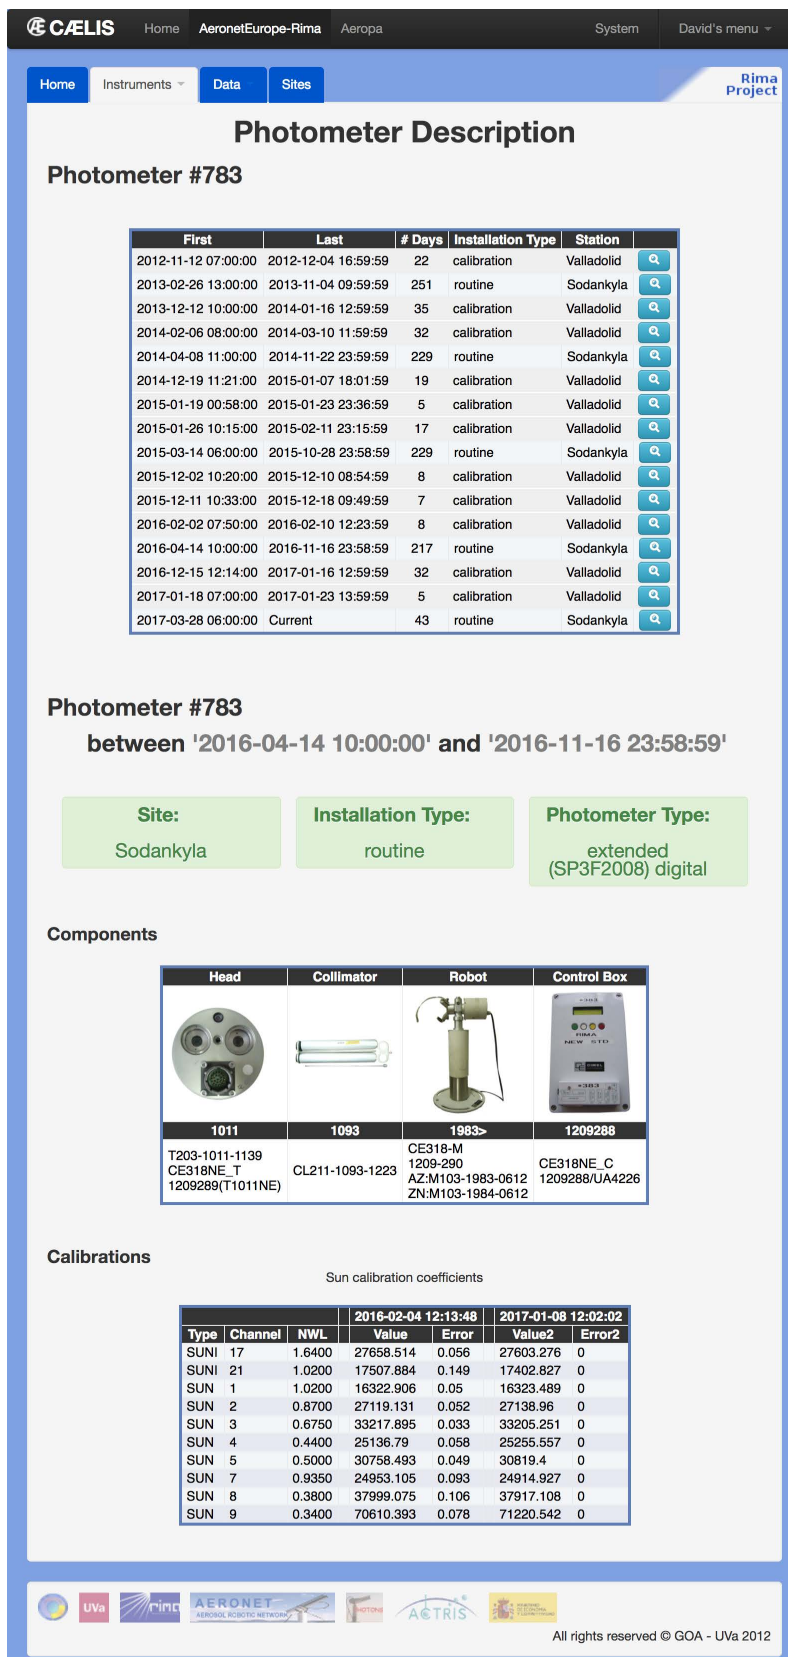 Æ CÆLIS Home AeronetEurope-Rima Aeropa System David's menu
Home Instruments Data Sites Rima
Project
Photometer Description
Photometer #783
First Last # Days Installation Type Station
2012-11-12 07:00:00 2012-12-04 16:59:59 22 calibration Valladolid
2013-02-26 13:00:00 2013-11-04 09:59:59 251 routine Sodankyla
2013-12-12 10:00:00 2014-01-16 12:59:59 35 calibration Valladolid
2014-02-06 08:00:00 2014-03-10 11:59:59 32 calibration Valladolid
2014-04-08 11:00:00 2014-11-22 23:59:59 229 routine Sodankyla
2014-12-19 11:21:00 2015-01-07 18:01:59 19 calibration Valladolid
2015-01-19 00:58:00 2015-01-23 23:36:59 5 calibration Valladolid
2015-01-26 10:15:00 2015-02-11 23:15:59 17 calibration Valladolid
2015-03-14 06:00:00 2015-10-28 23:58:59 229 routine Sodankyla
2015-12-02 10:20:00 2015-12-10 08:54:59 8 calibration Valladolid
2015-12-11 10:33:00 2015-12-18 09:49:59 7 calibration Valladolid
2016-02-02 07:50:00 2016-02-10 12:23:59 8 calibration Valladolid
2016-04-14 10:00:00 2016-11-16 23:58:59 217 routine Sodankyla
2016-12-15 12:14:00 2017-01-16 12:59:59 32 calibration Valladolid
2017-01-18 07:00:00 2017-01-23 13:59:59 5 calibration Valladolid
2017-03-28 06:00:00 Current 43 routine Sodankyla
Photometer #783
between '2016-04-14 10:00:00' and '2016-11-16 23:58:59'
Site: Installation Type: Photometer Type:
Sodankyla routine extended
(SP3F2008) digital
Components
Head Collimator Robot Control Box
*383
RIMA
NEW STD
*383
1011 1093 1983> 1209288
T203-1011-1139
CE318NE_T
1209289(T1011NE)
CL211-1093-1223
CE318-M
1209-290
AZ:M103-1983-0612
ZN:M103-1984-0612
CE318NE_C
1209288/UA4226
Calibrations
Sun calibration coefficients
2016-02-04 12:13:48 2017-01-08 12:02:02
Type Channel NWL Value Error Value2 Error2
SUNI 17 1.6400 27658.514 0.056 27603.276 0
SUNI 21 1.0200 17507.884 0.149 17402.827 0
SUN 1 1.0200 16322.906 0.05 16323.489 0
SUN 2 0.8700 27119.131 0.052 27138.96 0
SUN 3 0.6750 33217.895 0.033 33205.251 0
SUN 4 0.4400 25136.79 0.058 25255.557 0
SUN 5 0.5000 30758.493 0.049 30819.4 0
SUN 7 0.9350 24953.105 0.093 24914.927 0
SUN 8 0.3800 37999.075 0.106 37917.108 0
SUN 9 0.3400 70610.393 0.078 71220.542 0
UVa rima AERONET
AEROSOL ROBOTIC NETWORK
PHOTONS
ACTRIS
All rights reserved © GOA - UVa 2012